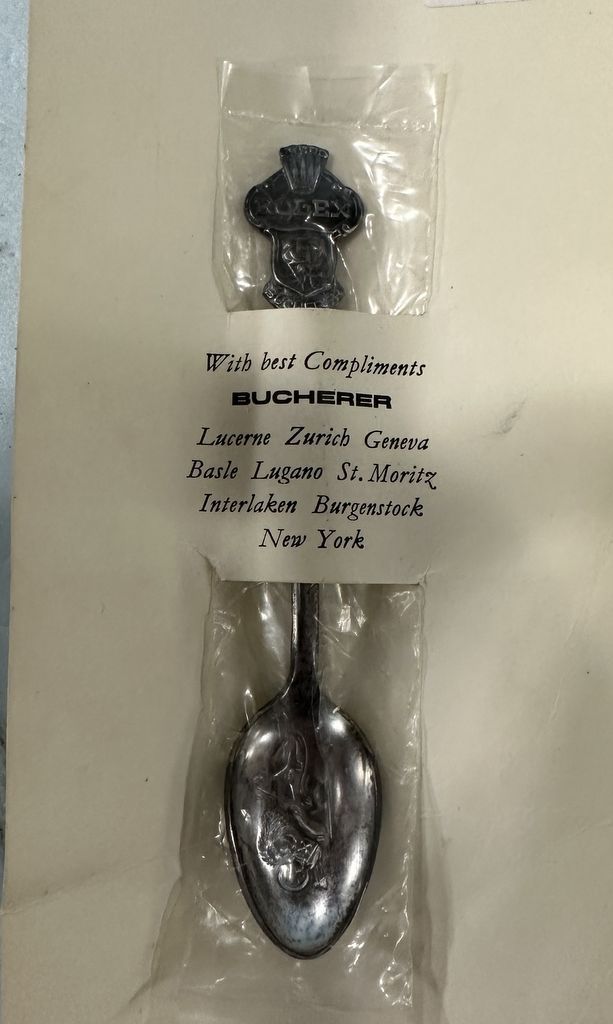 ROLEX
With best Compliments
BUCHERER
Lucerne Zurich Geneva
Basle Lugano St. Moritz
Interlaken Burgenstock
New York